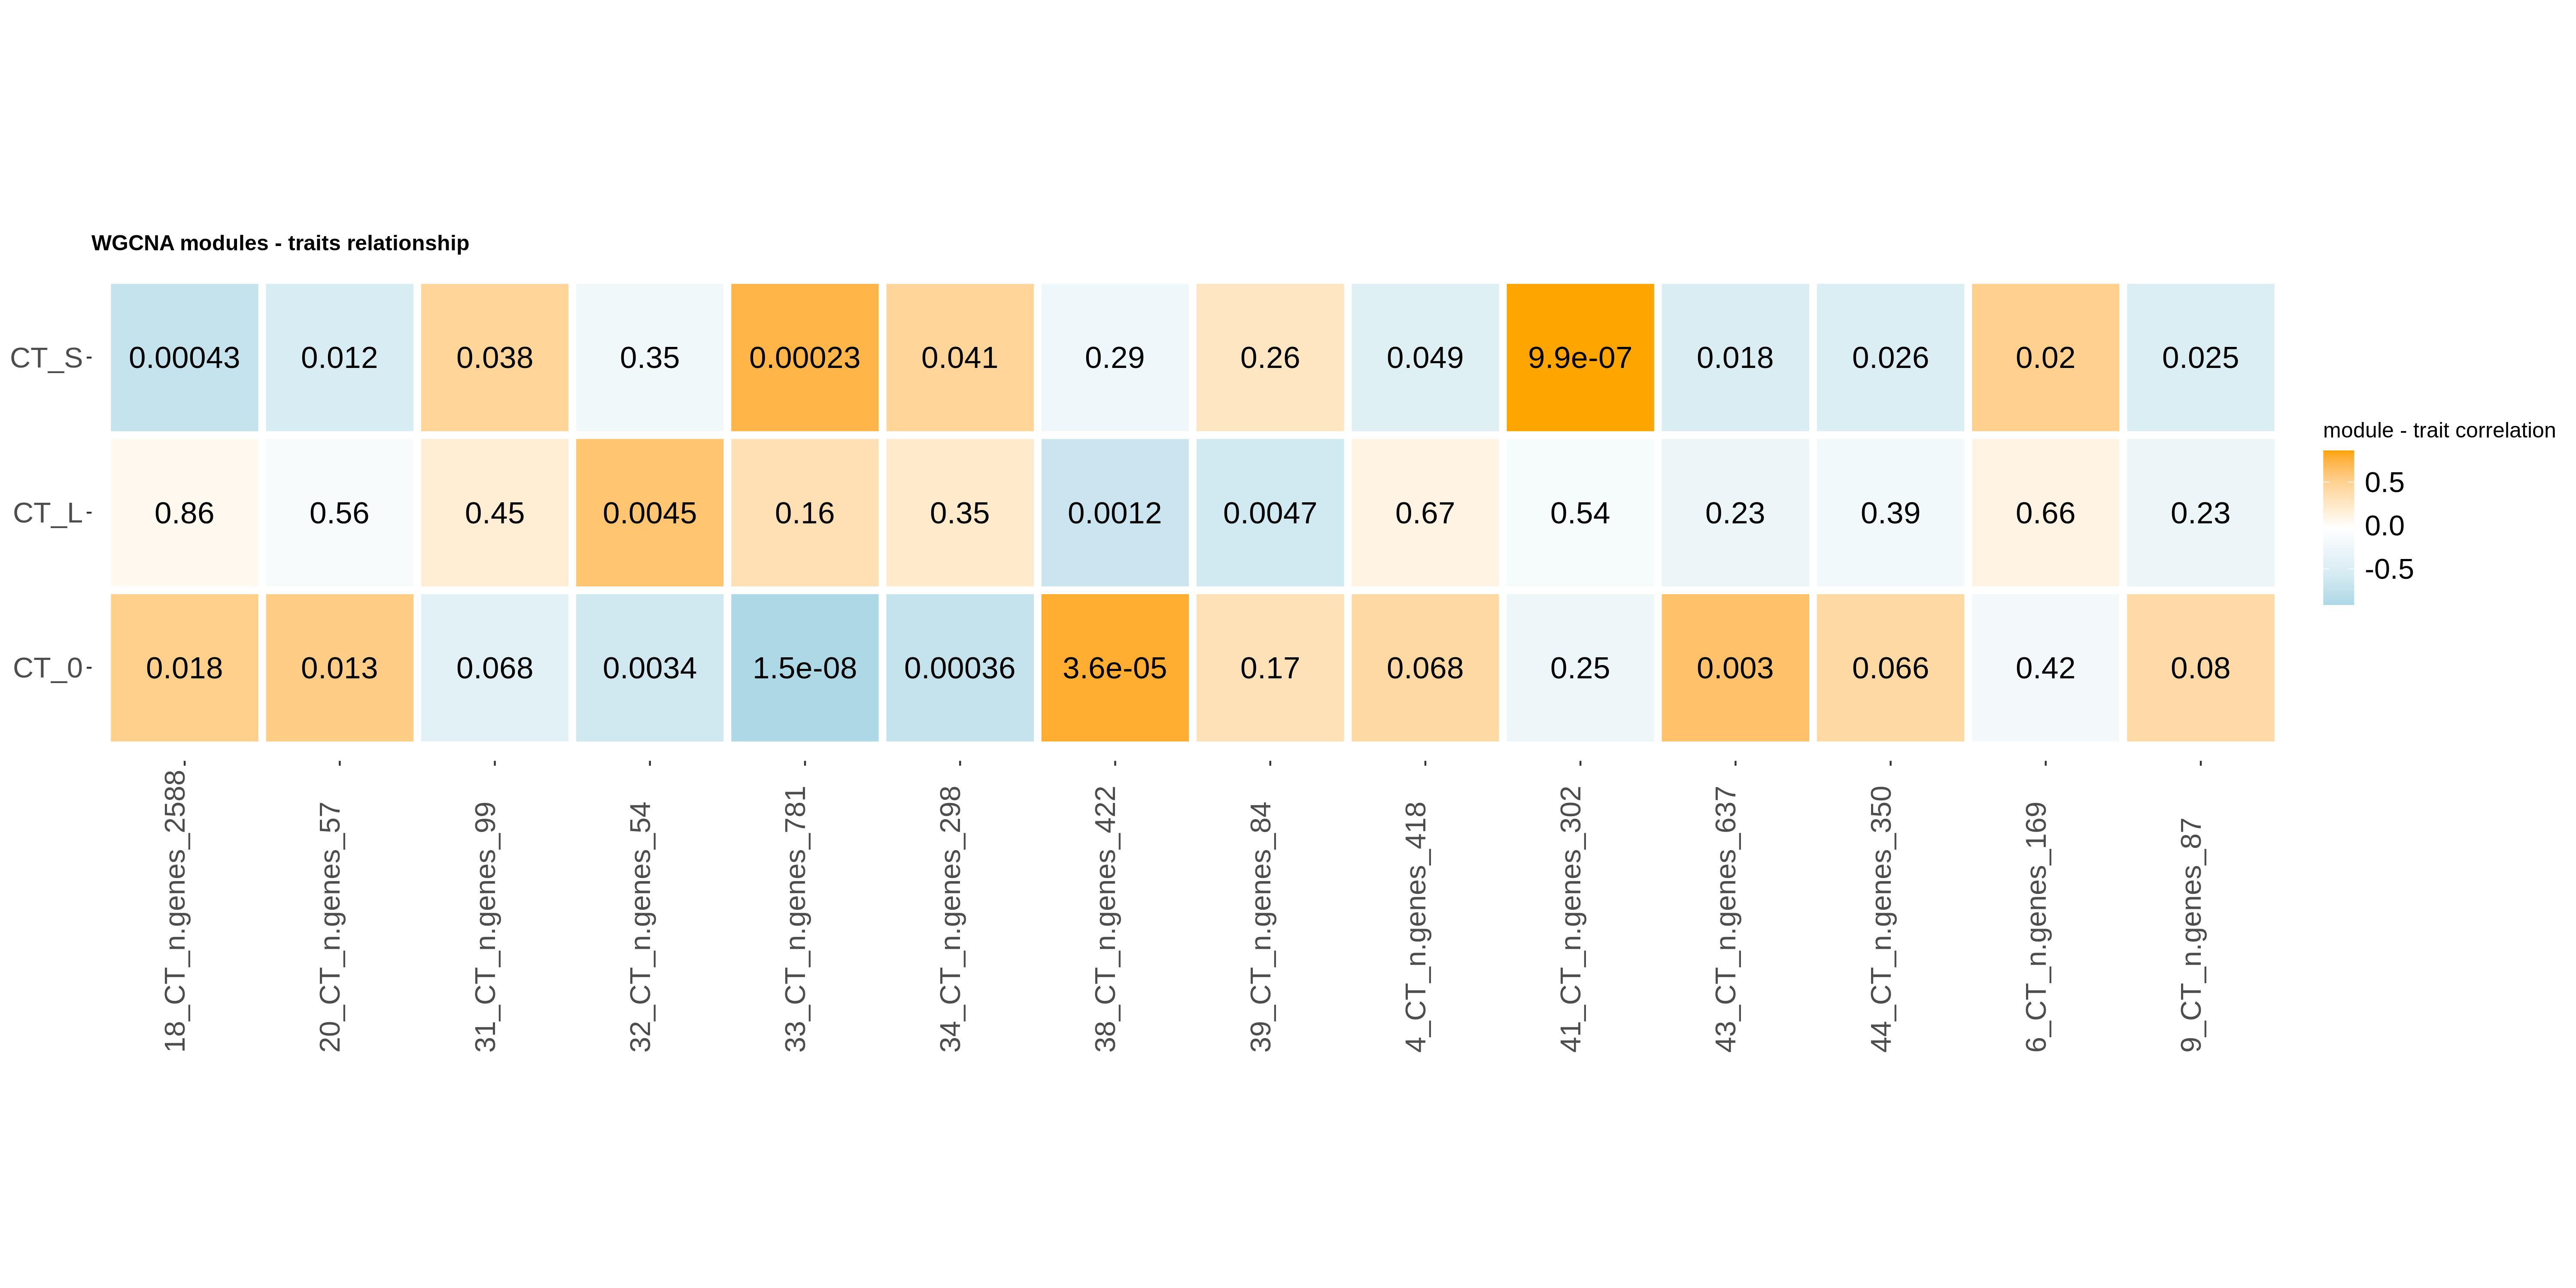 WGCNA modules - traits relationship
CT_S 0.00043 0.012 0.038 0.35 0.00023 0.041 0.29 0.26 0.049 9.9e-07 0.018 0.026 0.02 0.025
CT_L 0.86 0.56 0.45 0.0045 0.16 0.35 0.0012 0.0047 0.67 0.54 0.23 0.39 0.66 0.23
CT_0 0.018 0.013 0.068 0.0034 1.5e-08 0.00036 3.6e-05 0.17 0.068 0.25 0.003 0.066 0.42 0.08
18_CT_n.genes_2588
20_CT_n.genes_57
31_CT_n.genes_99
32_CT_n.genes_54
33_CT_n.genes_781
34_CT_n.genes_298
38_CT_n.genes_422
39_CT_n.genes_84
4_CT_n.genes_418
41_CT_n.genes_302
43_CT_n.genes_637
44_CT_n.genes_350
6_CT_n.genes_169
9_CT_n.genes_87
module - trait correlation
0.5
0.0
-0.5